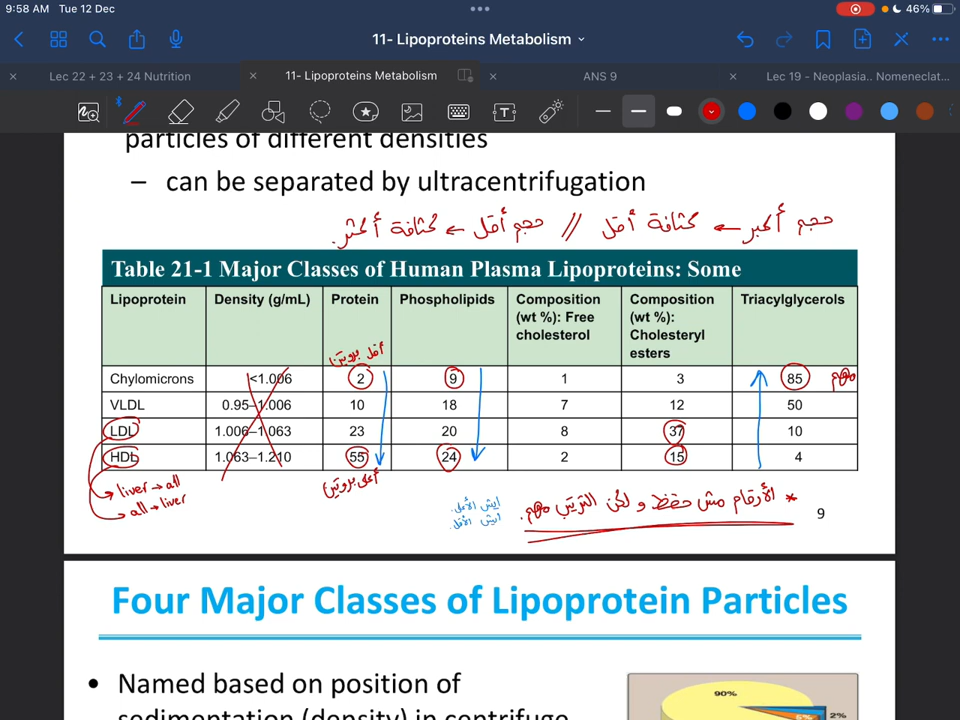 9:58 AM Tue 12 Dec
46%
11- Lipoproteins Metabolism
Lec 22 + 23 + 24 Nutrition
11- Lipoproteins Metabolism
ANS 9
Lec 19 - Neoplasia.. Nomeneclat...
particles of different densities
– can be separated by ultracentrifugation
حجم أكبر ← كثافة أقل // حجم أقل ← كثافة أكثر.
Table 21-1 Major Classes of Human Plasma Lipoproteins: Some
Lipoprotein Density (g/mL) Protein Phospholipids Composition (wt %): Free cholesterol Composition (wt %): Cholesteryl esters Triacylglycerols
أقل بروتين
Chylomicrons <1.006 2 9 1 3 85 مهم
VLDL 0.95–1.006 10 18 7 12 50
LDL 1.006–1.063 23 20 8 37 10
HDL 1.063–1.210 55 24 2 15 4
أعلى بروتين
liver → all
all → liver
* الأرقام مش حفظ و لكن الترتيب مهم.
ايش الأعلى.
ايش الأقل.
9
Four Major Classes of Lipoprotein Particles
• Named based on position of
sedimentation (density) in centrifuge
90%
5%
2%